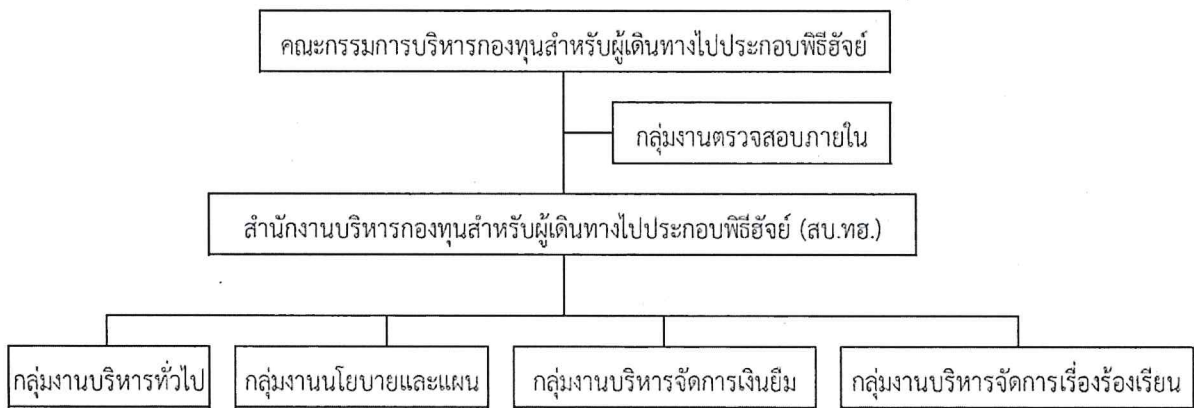 คณะกรรมการบริหารกองทุนสำหรับผู้เดินทางไปประกอบพิธีฮัจย์
กลุ่มงานตรวจสอบภายใน
สำนักงานบริหารกองทุนสำหรับผู้เดินทางไปประกอบพิธีฮัจย์ (สบ.ทฮ.)
กลุ่มงานบริหารทั่วไป
กลุ่มงานนโยบายและแผน
กลุ่มงานบริหารจัดการเงินยืม
กลุ่มงานบริหารจัดการเรื่องร้องเรียน